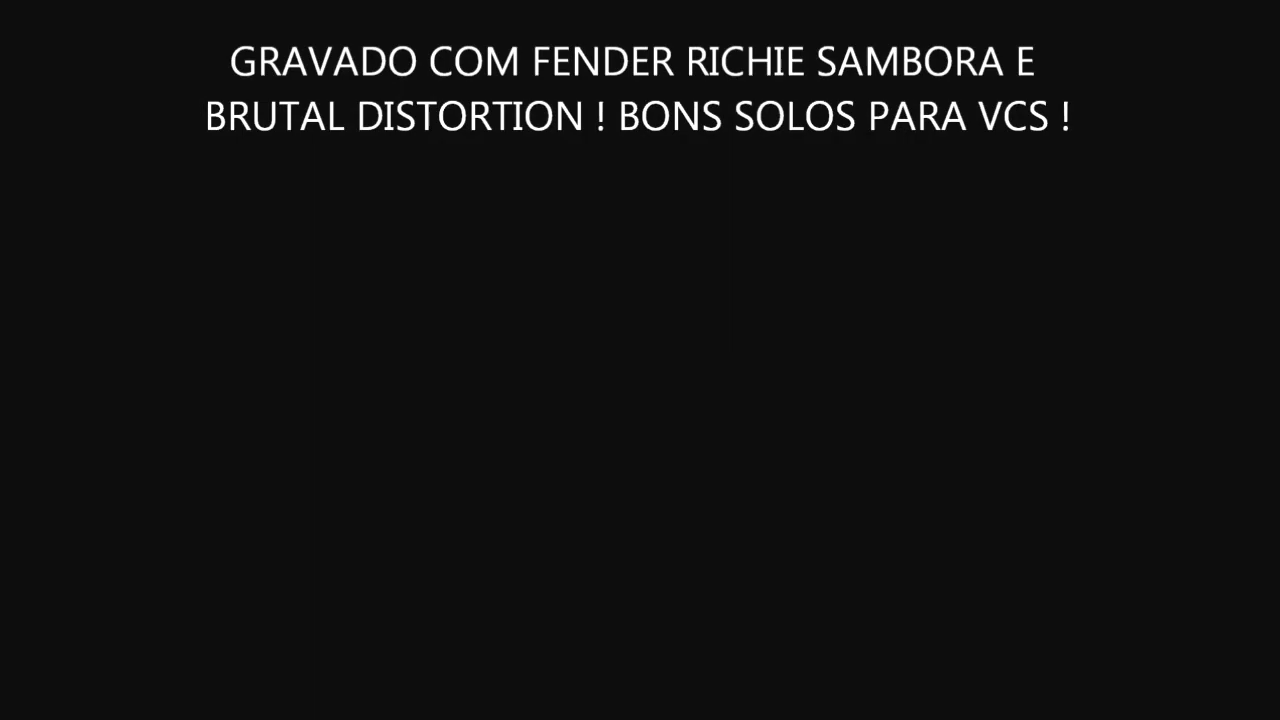 GRAVADO COM FENDER RICHIE SAMBORA E
BRUTAL DISTORTION ! BONS SOLOS PARA VCS !